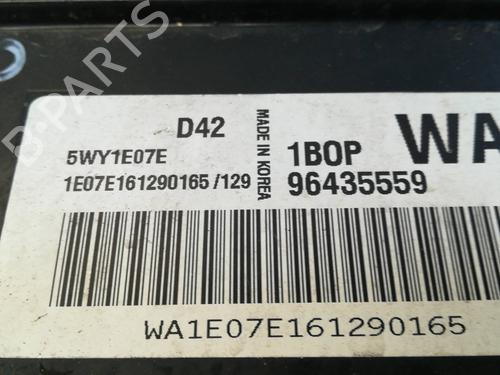 D42
5WY1E07E
1E07E161290165 /129
MADE IN KOREA
1BOP
WA
96435559
WA1E07E161290165
B-PARTS